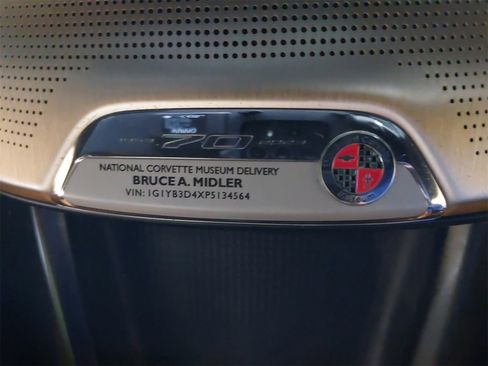 70
NATIONAL CORVETTE MUSEUM DELIVERY
BRUCE A. MIDLER
VIN: 1G1YB3D4XP5134564